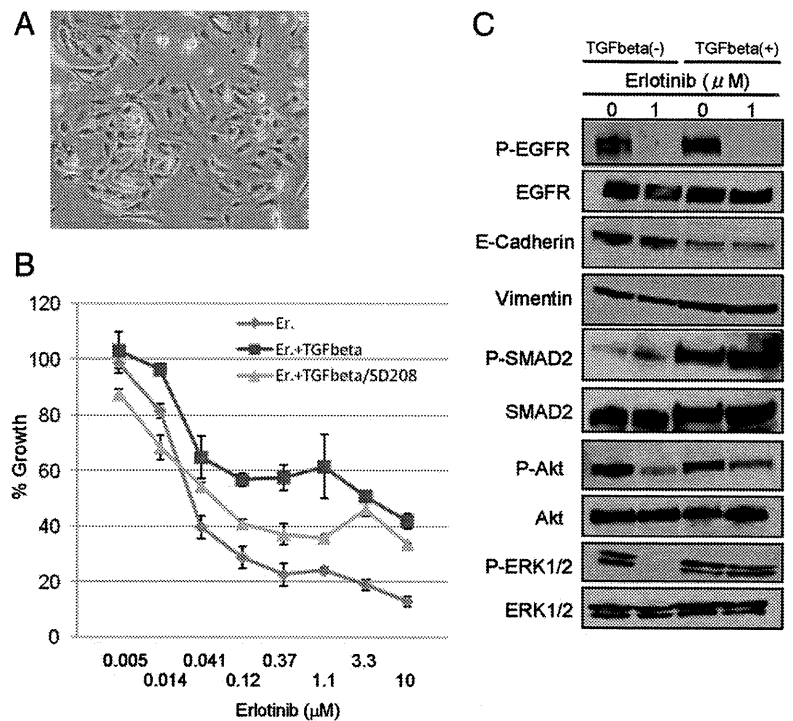 A
B
120
100
80
60
40
20
0
% Growth
Er.
Er.+TGFbeta
Er.+TGFbeta/SD208
0.005 0.041 0.37 3.3
0.014 0.12 1.1 10
Erlotinib (μM)
C
TGFbeta(-) TGFbeta(+)
Erlotinib (μM)
0 1 0 1
P-EGFR
EGFR
E-Cadherin
Vimentin
P-SMAD2
SMAD2
P-Akt
Akt
P-ERK1/2
ERK1/2